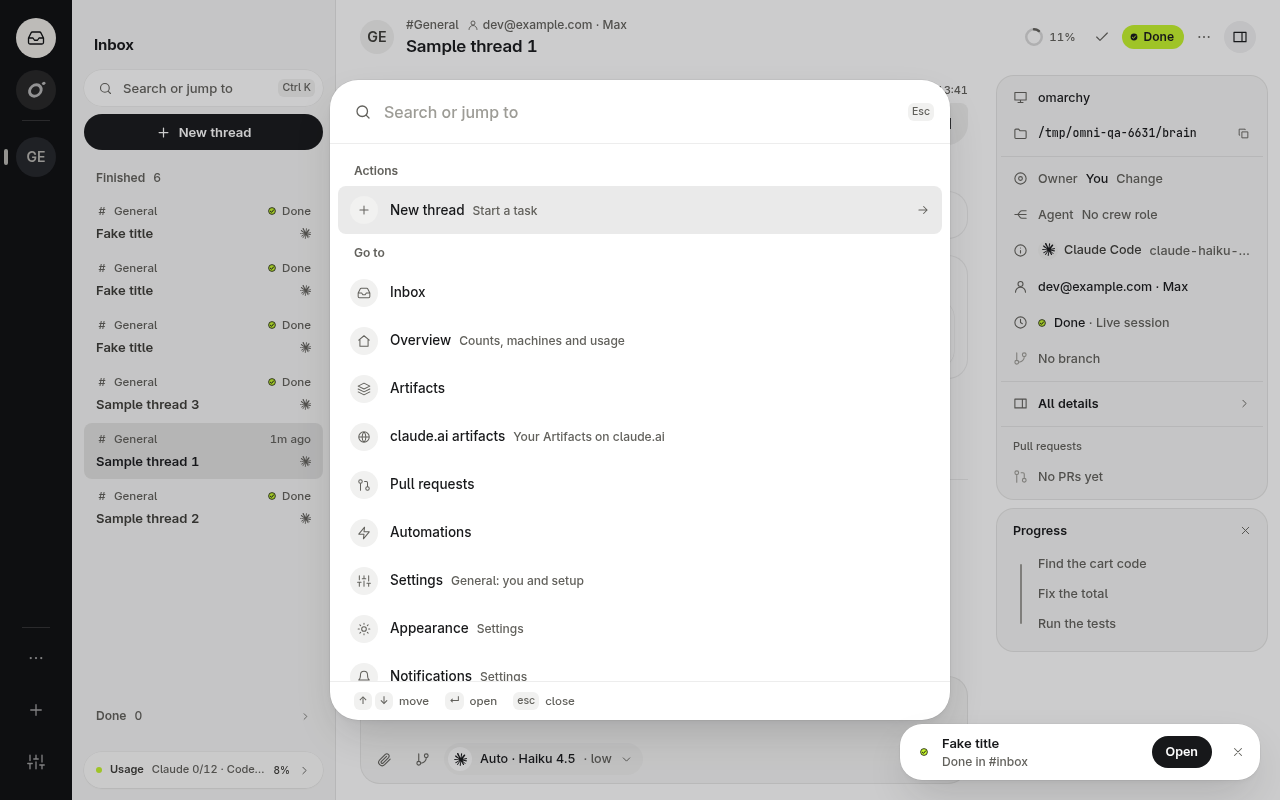 Inbox
Search or jump to
Ctrl K
New thread
GE
Finished 6
# General Done
Fake title
# General Done
Fake title
# General Done
Fake title
# General Done
Sample thread 3
# General 1m ago
Sample thread 1
# General Done
Sample thread 2
Done 0
Usage Claude 0/12 · Code... 8%
GE
#General dev@example.com · Max
Sample thread 1
11%
Done
3:41
Search or jump to
Esc
Actions
New thread Start a task
Go to
Inbox
Overview Counts, machines and usage
Artifacts
claude.ai artifacts Your Artifacts on claude.ai
Pull requests
Automations
Settings General: you and setup
Appearance Settings
Notifications Settings
move open esc close
Auto · Haiku 4.5 · low
omarchy
/tmp/omni-qa-6631/brain
Owner You Change
Agent No crew role
Claude Code claude-haiku-...
dev@example.com · Max
Done · Live session
No branch
All details
Pull requests
No PRs yet
Progress
Find the cart code
Fix the total
Run the tests
Fake title
Done in #inbox
Open